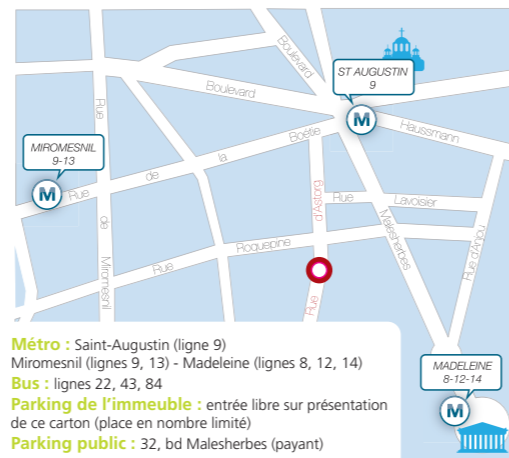 Boulevard
ST AUGUSTIN
9
Boulevard
Haussmann
MIROMESNIL
9-13
Rue
de
la
Boétie
Rue
de
Miromesnil
Rue
d'Astorg
Rue
Lavoisier
Malesherbes
Rue d'Anjou
Rue
Roquepine
M
M
MADELEINE
8-12-14
M
Métro : Saint-Augustin (ligne 9)
Miromesnil (lignes 9, 13) - Madeleine (lignes 8, 12, 14)
Bus : lignes 22, 43, 84
Parking de l'immeuble : entrée libre sur présentation
de ce carton (place en nombre limité)
Parking public : 32, bd Malesherbes (payant)